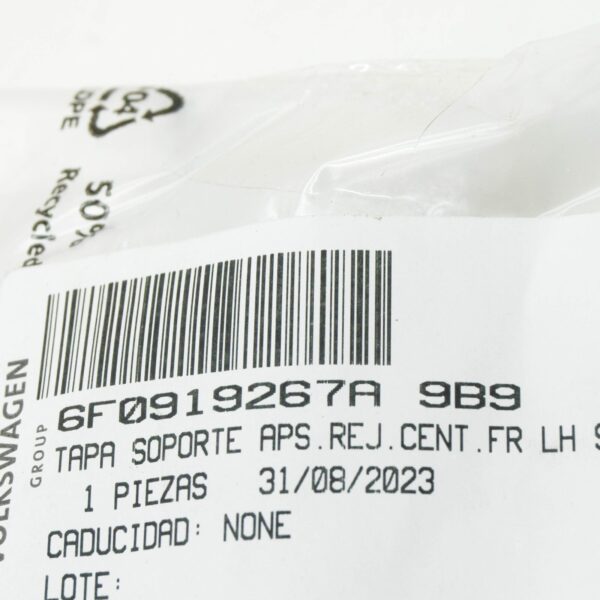 04
DPE
50%
Recycled
VOLKSWAGEN
GROUP
6F0919267A 9B9
TAPA SOPORTE APS.REJ.CENT.FR LH S
1 PIEZAS 31/08/2023
CADUCIDAD: NONE
LOTE: